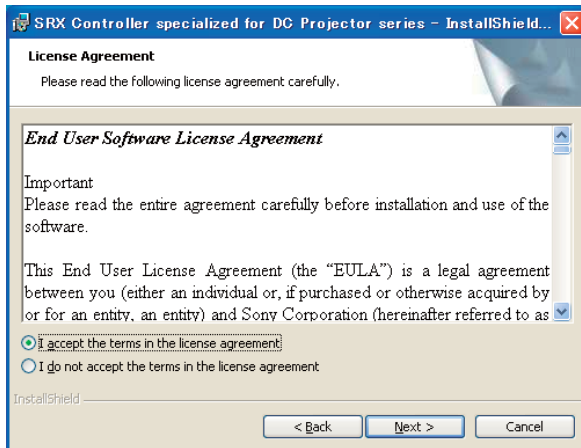 SRX Controller specialized for DC Projector series - InstallShield...
License Agreement
Please read the following license agreement carefully.
End User Software License Agreement
Important
Please read the entire agreement carefully before installation and use of the
software.
This End User License Agreement (the “EULA”) is a legal agreement
between you (either an individual or, if purchased or otherwise acquired by
or for an entity, an entity) and Sony Corporation (hereinafter referred to as
I accept the terms in the license agreement
I do not accept the terms in the license agreement
InstallShield
< Back Next > Cancel